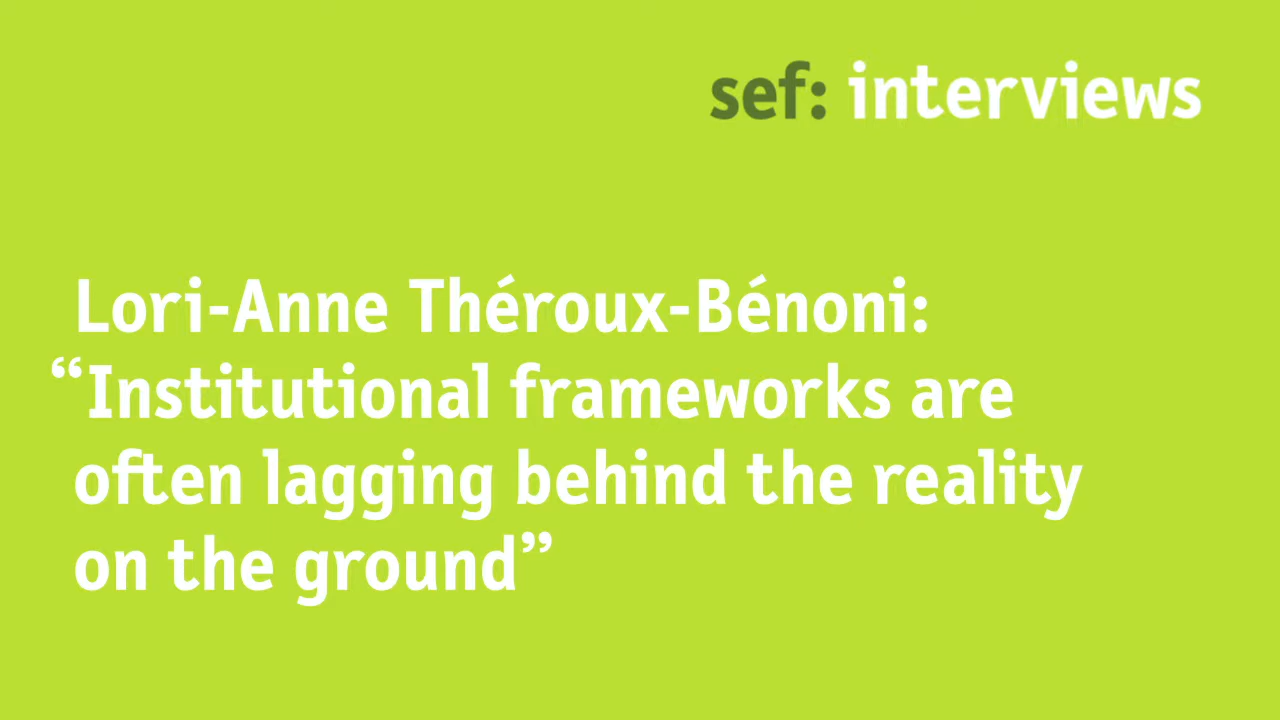 sef: interviews
Lori-Anne Théroux-Bénoni:
“Institutional frameworks are
often lagging behind the reality
on the ground”